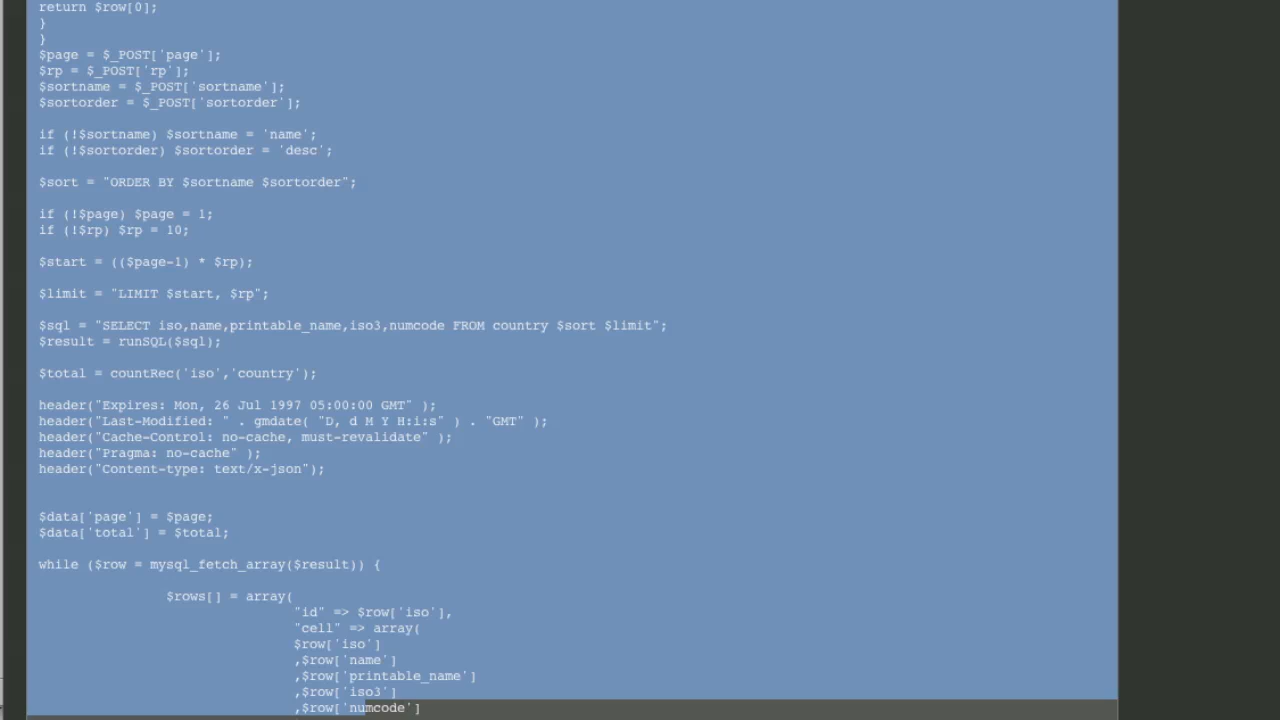 return $row[0];
}
}
$page = $_POST['page'];
$rp = $_POST['rp'];
$sortname = $_POST['sortname'];
$sortorder = $_POST['sortorder'];
if (!$sortname) $sortname = 'name';
if (!$sortorder) $sortorder = 'desc';
$sort = "ORDER BY $sortname $sortorder";
if (!$page) $page = 1;
if (!$rp) $rp = 10;
$start = (($page-1) * $rp);
$limit = "LIMIT $start, $rp";
$sql = "SELECT iso,name,printable_name,iso3,numcode FROM country $sort $limit";
$result = runSQL($sql);
$total = countRec('iso','country');
header("Expires: Mon, 26 Jul 1997 05:00:00 GMT" );
header("Last-Modified: " . gmdate( "D, d M Y H:i:s" ) . "GMT" );
header("Cache-Control: no-cache, must-revalidate" );
header("Pragma: no-cache" );
header("Content-type: text/x-json");
$data['page'] = $page;
$data['total'] = $total;
while ($row = mysql_fetch_array($result)) {
$rows[] = array(
"id" => $row['iso'],
"cell" => array(
$row['iso']
,$row['name']
,$row['printable_name']
,$row['iso3']
,$row['numcode']